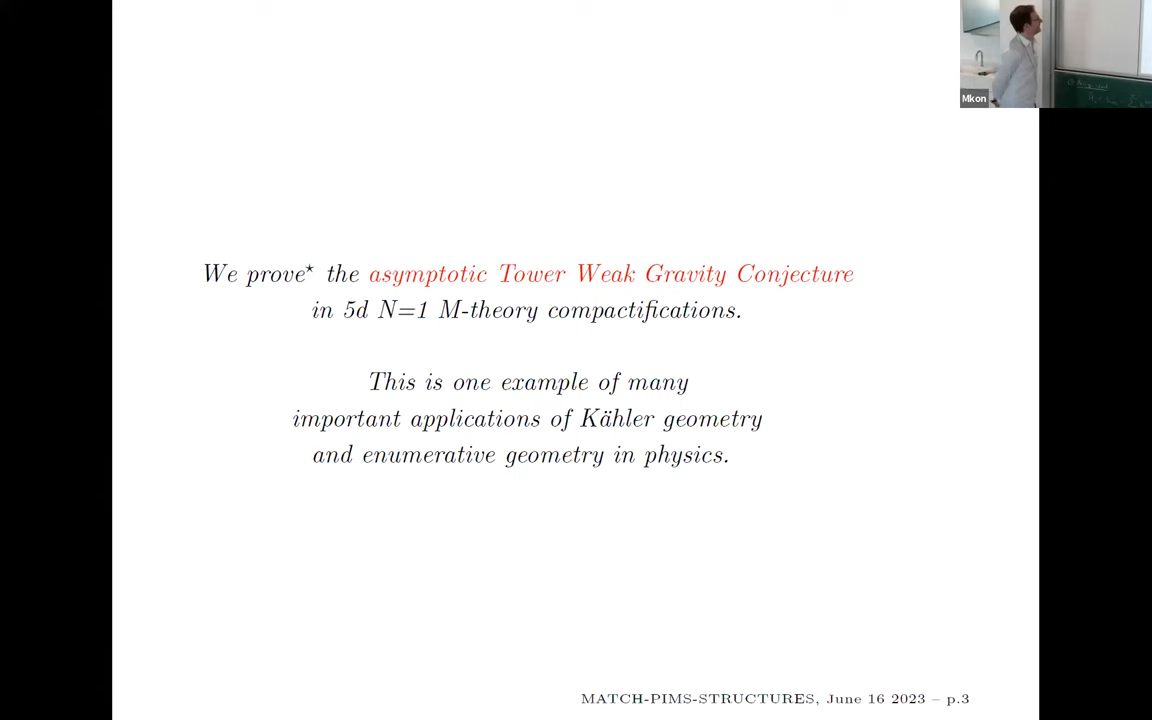 We prove* the asymptotic Tower Weak Gravity Conjecture
in 5d N=1 M-theory compactifications.
This is one example of many
important applications of Kähler geometry
and enumerative geometry in physics.
MATCH-PIMS-STRUCTURES, June 16 2023 – p.3
Mkon